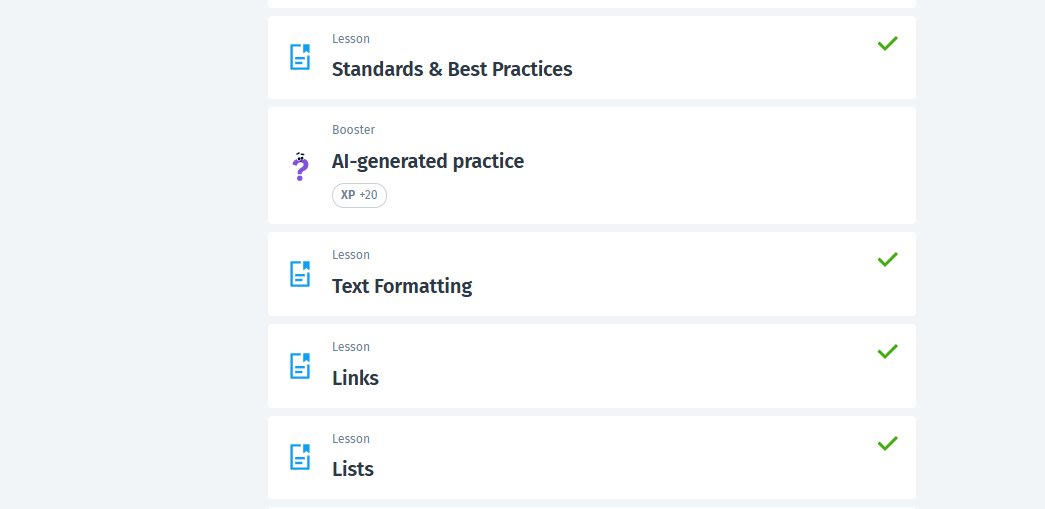 Lesson
Standards & Best Practices
Booster
AI-generated practice
XP +20
Lesson
Text Formatting
Lesson
Links
Lesson
Lists